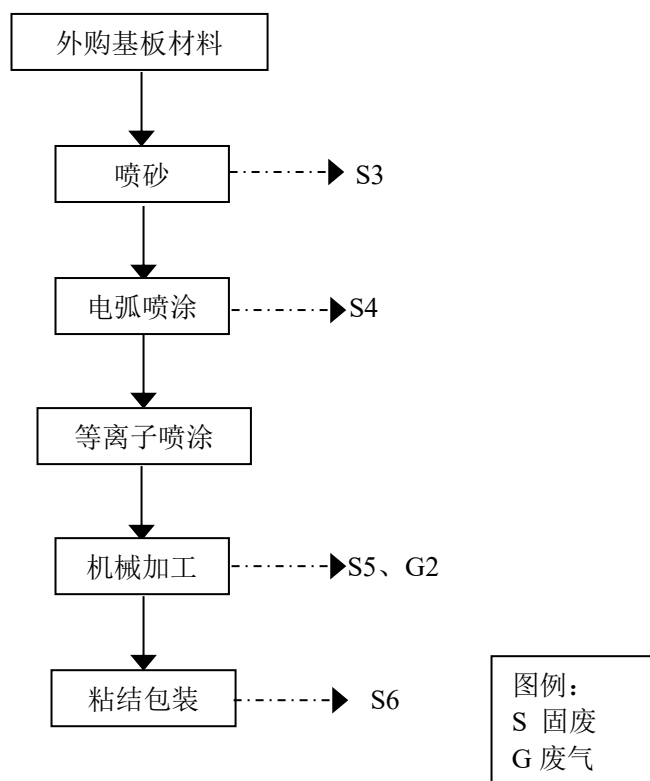 外购基板材料
喷砂
S3
电弧喷涂
S4
等离子喷涂
机械加工
S5、G2
粘结包装
S6
图例：
S 固废
G 废气